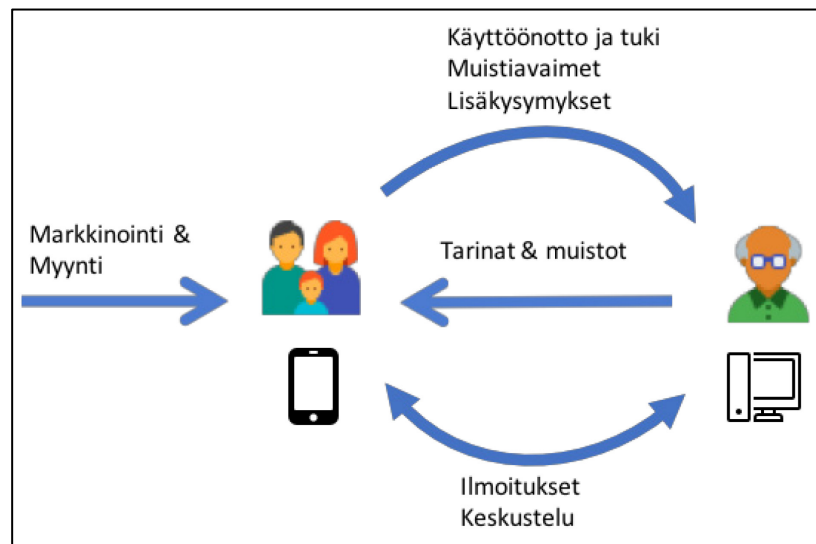 Käyttöönotto ja tuki
Muistiavaimet
Lisäkysymykset
Markkinointi &
Myynti
Tarinat & muistot
Ilmoitukset
Keskustelu